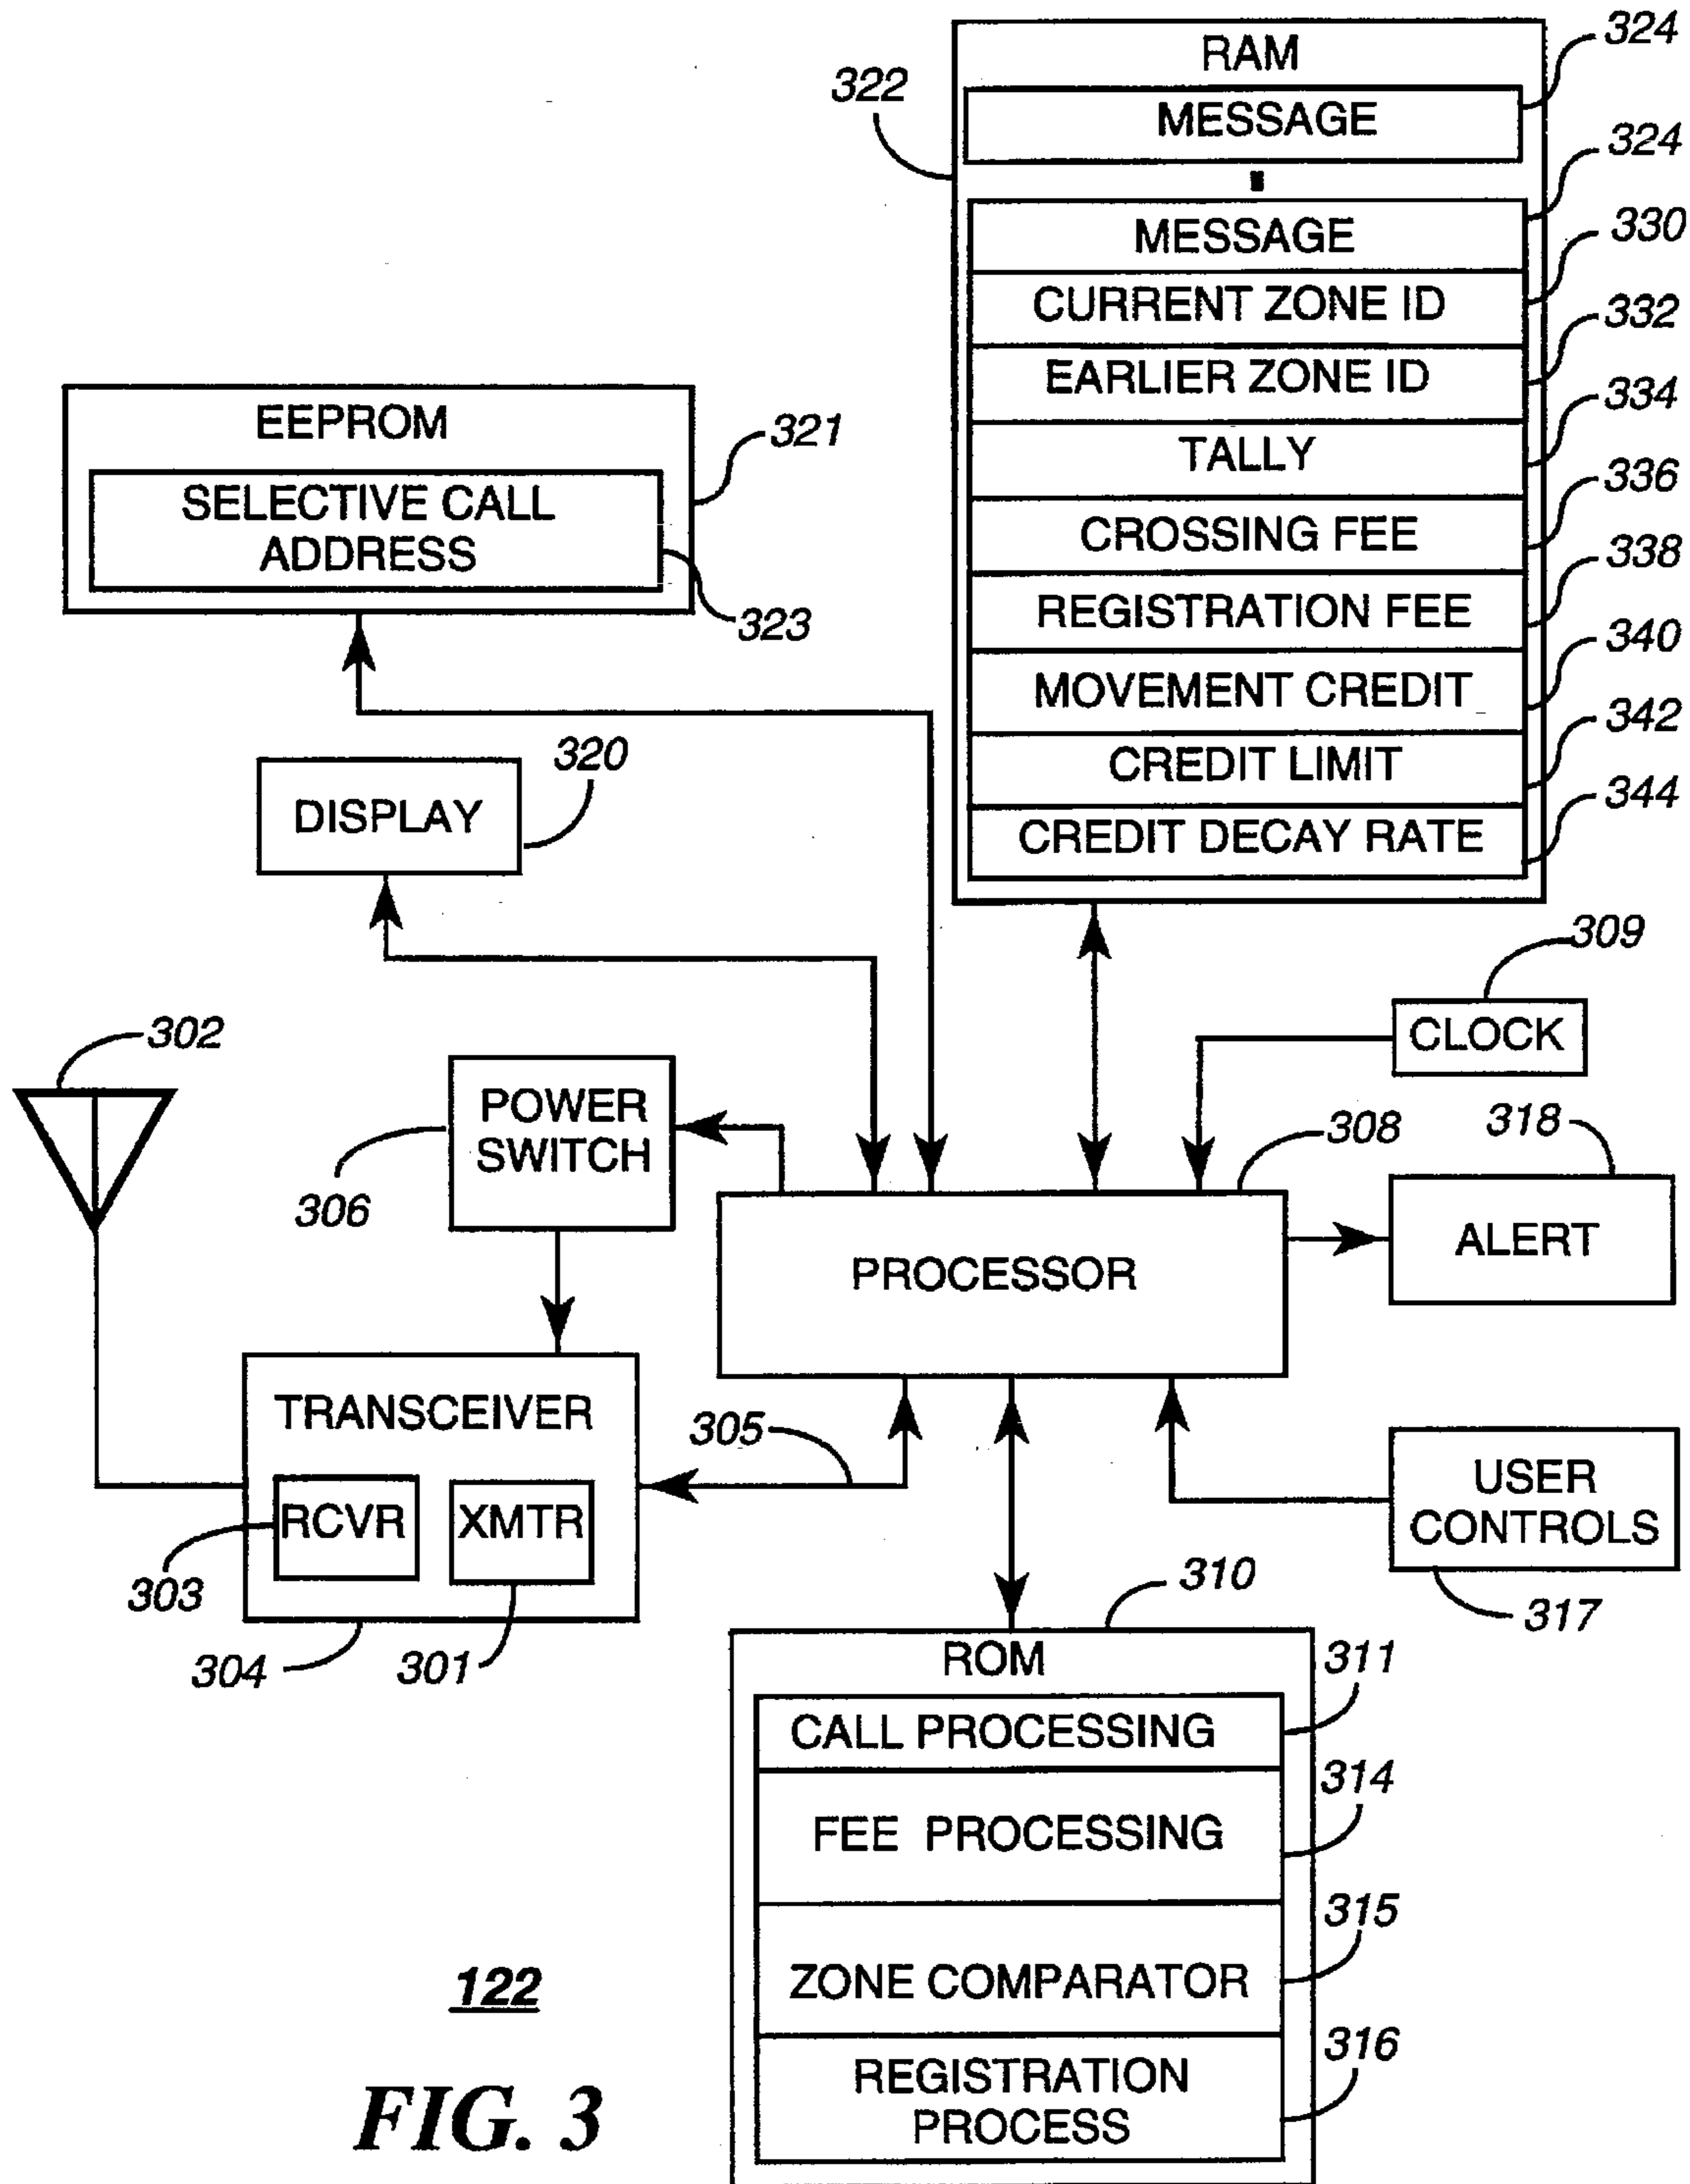 RAM
324
322
MESSAGE
324
MESSAGE
330
CURRENT ZONE ID
332
EARLIER ZONE ID
334
TALLY
336
CROSSING FEE
338
REGISTRATION FEE
340
MOVEMENT CREDIT
342
CREDIT LIMIT
344
CREDIT DECAY RATE
EEPROM
321
SELECTIVE CALL
ADDRESS
323
320
DISPLAY
309
CLOCK
302
POWER
SWITCH
306
308
318
PROCESSOR
ALERT
TRANSCEIVER
305
RCVR
XMTR
303
304
301
USER
CONTROLS
317
310
ROM
311
CALL PROCESSING
314
FEE PROCESSING
315
ZONE COMPARATOR
316
REGISTRATION
PROCESS
122
FIG. 3